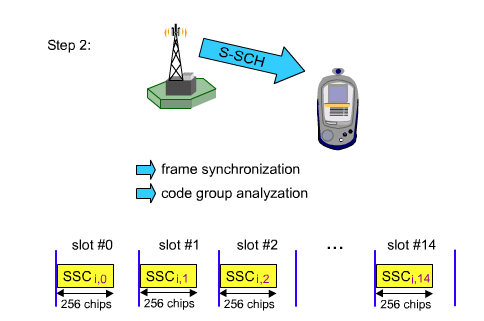 Step 2:
S-SCH
frame synchronization
code group analyzation
slot #0 slot #1 slot #2 ... slot #14
SSCi,0 SSCi,1 SSCi,2 SSCi,14
256 chips 256 chips 256 chips 256 chips